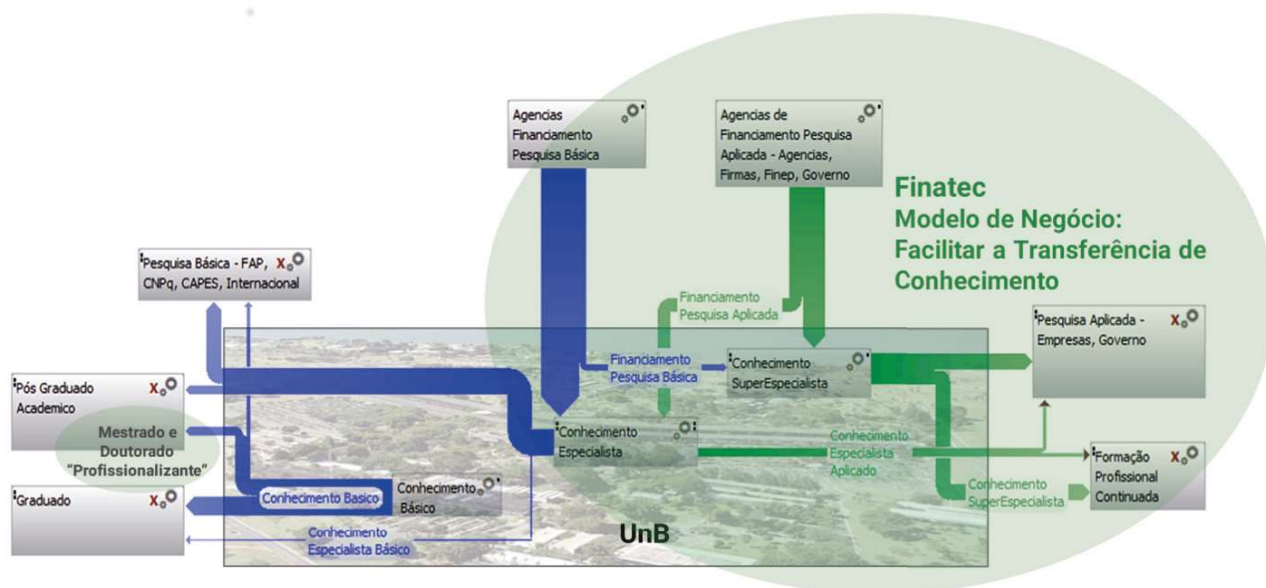 Agencias
Financiamento
Pesquisa Básica
Agencias de
Financiamento Pesquisa
Aplicada - Agencias,
Firmas, Finep, Governo
Finatec
Modelo de Negócio:
Facilitar a Transferência de
Conhecimento
Pesquisa Básica - FAP,
CNPq, CAPES, Internacional
Financiamento
Pesquisa Aplicada
Pesquisa Aplicada -
Empresas, Governo
Financiamento
Pesquisa Básica
Conhecimento
SuperEspecialista
Pós Graduado
Academico
Mestrado e
Doutorado
"Profissionalizante"
Conhecimento
Especialista
Conhecimento
Especialista
Aplicado
Formação
Profissional
Continuada
Conhecimento
SuperEspecialista
Graduado
Conhecimento Basico
Conhecimento
Básico
Conhecimento
Especialista Básico
UnB